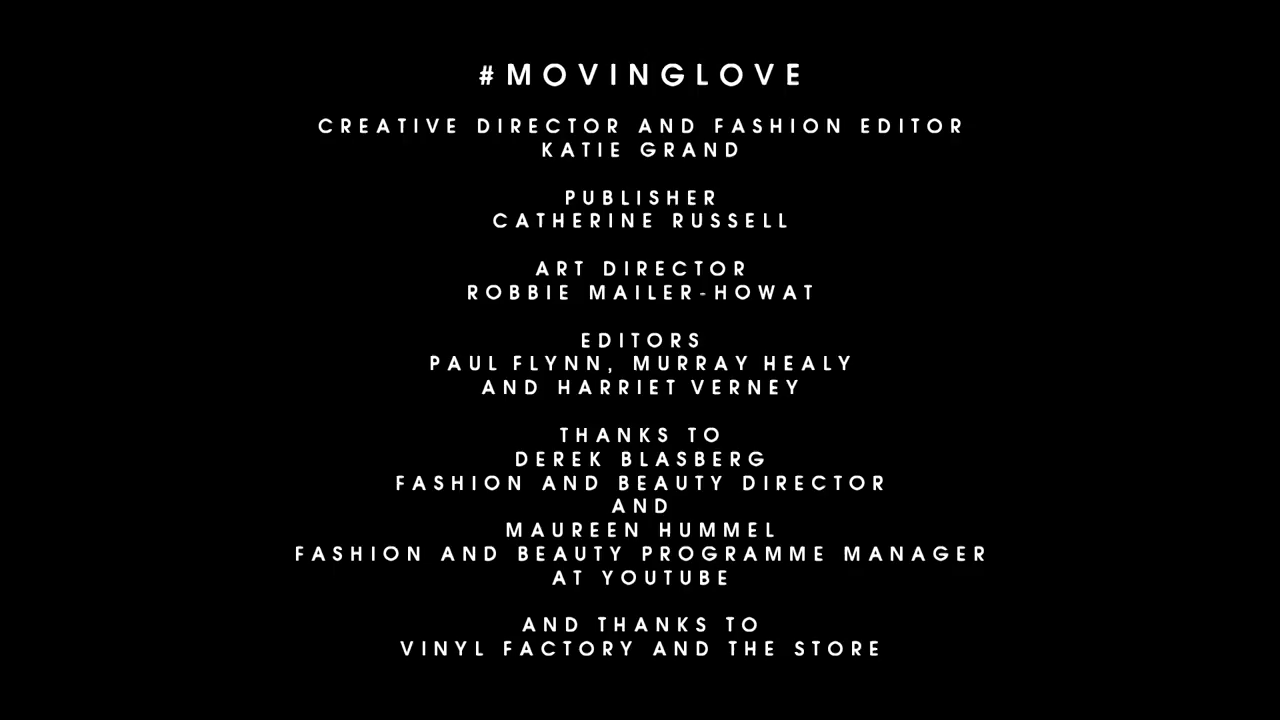 #MOVINGLOVE
CREATIVE DIRECTOR AND FASHION EDITOR
KATIE GRAND
PUBLISHER
CATHERINE RUSSELL
ART DIRECTOR
ROBBIE MAILER-HOWAT
EDITORS
PAUL FLYNN, MURRAY HEALY
AND HARRIET VERNEY
THANKS TO
DEREK BLASBERG
FASHION AND BEAUTY DIRECTOR
AND
MAUREEN HUMMEL
FASHION AND BEAUTY PROGRAMME MANAGER
AT YOUTUBE
AND THANKS TO
VINYL FACTORY AND THE STORE